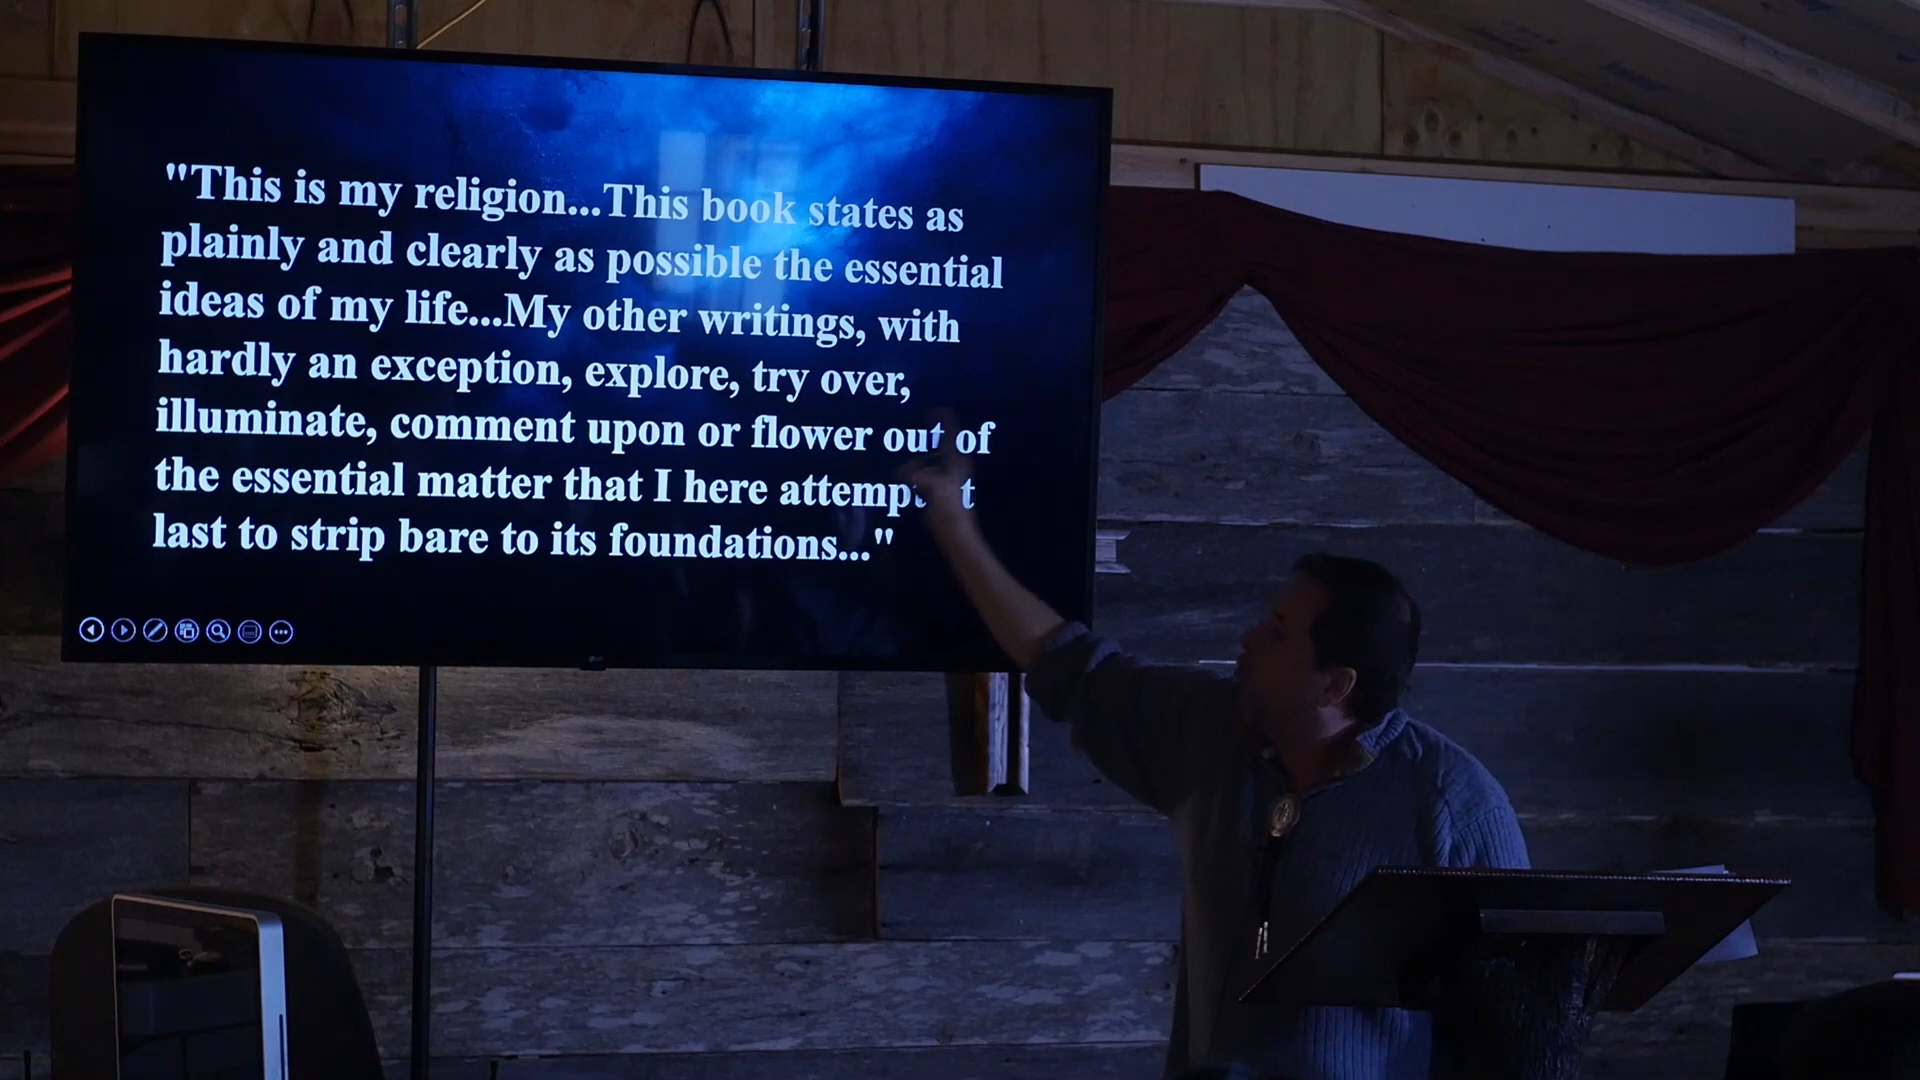 "This is my religion...This book states as
plainly and clearly as possible the essential
ideas of my life...My other writings, with
hardly an exception, explore, try over,
illuminate, comment upon or flower out of
the essential matter that I here attempt
last to strip bare to its foundations..."